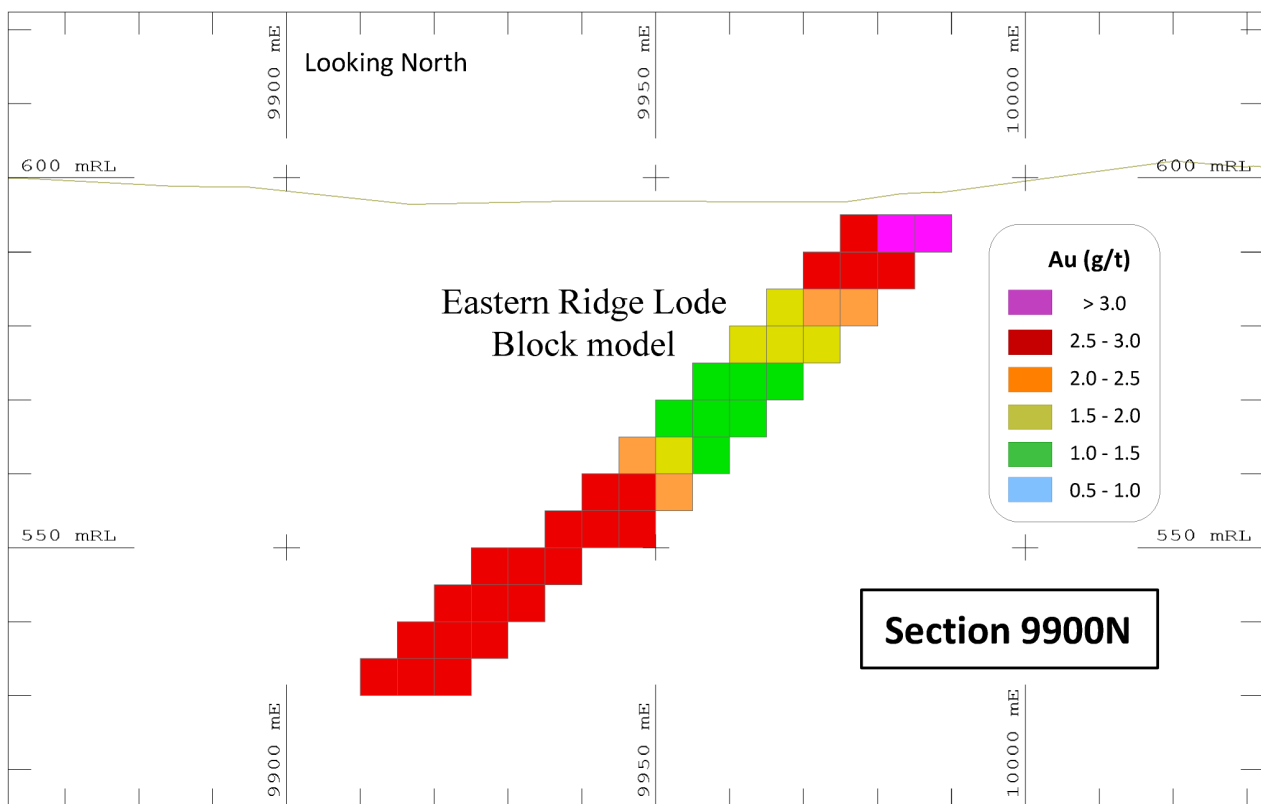 9900 mE
9950 mE
10000 mE
Looking North
600 mRL
600 mRL
Au (g/t)
> 3.0
2.5 - 3.0
2.0 - 2.5
1.5 - 2.0
1.0 - 1.5
0.5 - 1.0
Eastern Ridge Lode
Block model
550 mRL
550 mRL
Section 9900N
9900 mE
9950 mE
10000 mE